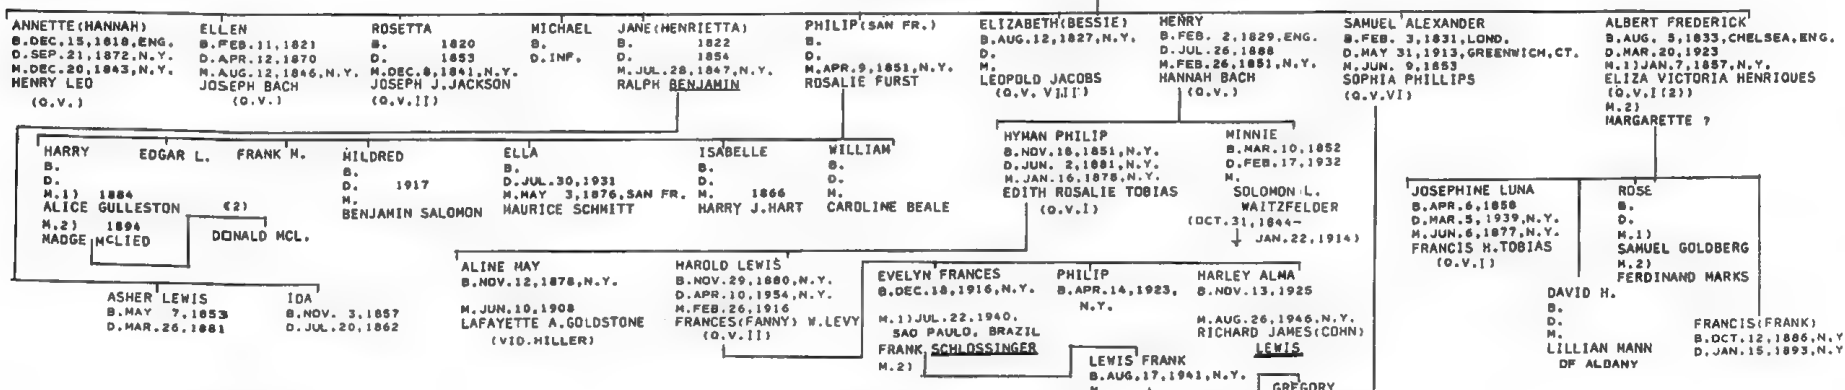 ANNETTE(HANNAH)
B.DEC.15,1818,ENG.
D.SEP.21,1872,N.Y.
M.DEC.20,1843,N.Y.
HENRY LEO
(Q.V.)
ELLEN
B.FEB.11,1821
D.APR.12,1870
M.AUG.12,1846,N.Y.
JOSEPH BACH
(Q.V.)
ROSETTA
B. 1820
D. 1853
M.DEC.8,1841,N.Y.
JOSEPH J.JACKSON
(Q.V.II)
MICHAEL
B.
D.INF.
JANE(HENRIETTA)
B. 1822
D. 1854
M.JUL.28,1847,N.Y.
RALPH BENJAMIN
PHILIP(SAN FR.)
B.
D.
M.APR.9,1851,N.Y.
ROSALIE FURST
ELIZABETH(BESSIE)
B.AUG.12,1827,N.Y.
D.
M.
LEOPOLD JACOBS
(Q.V. VIII)
HENRY
B.FEB. 2,1829,ENG.
D.JUL.26,1888
M.FEB.26,1851,N.Y.
HANNAH BACH
(Q.V.)
SAMUEL ALEXANDER
B.FEB. 3,1831,LOND.
D.MAY 31,1913,GREENWICH,CT.
M.JUN. 9,1853
SOPHIA PHILLIPS
(Q.V.VI)
ALBERT FREDERICK
B.AUG. 5,1833,CHELSEA,ENG.
D.MAR.20,1923
M.1)JAN.7,1857,N.Y.
ELIZA VICTORIA HENRIQUES
(Q.V.I(2))
M.2)
MARGARETTE ?
HARRY
B.
D.
M.1) 1884
ALICE GULLESTON
M.2) 1894
MADGE MCLIED
(2)
DONALD MCL.
EDGAR L.
FRANK M.
MILDRED
B.
D. 1917
M.
BENJAMIN SALOMON
ELLA
B.
D.JUL.30,1931
M.MAY 3,1876,SAN FR.
MAURICE SCHMITT
ISABELLE
B.
D.
M. 1866
HARRY J.HART
WILLIAM
B.
D.
M.
CAROLINE BEALE
HYMAN PHILIP
B.NOV.18,1851,N.Y.
D.JUN. 2,1881,N.Y.
M.JAN.16,1878,N.Y.
EDITH ROSALIE TOBIAS
(Q.V.I)
MINNIE
B.MAR.10,1852
D.FEB.17,1932
M.
SOLOMON L.
WAITZFELDER
(OCT.31,1844-
JAN.22,1914)
JOSEPHINE LUNA
B.APR.6,1858
D.MAR.5,1939,N.Y.
M.JUN.6,1877,N.Y.
FRANCIS H.TOBIAS
(Q.V.I)
ROSE
B.
D.
M.1)
SAMUEL GOLDBERG
M.2)
FERDINAND MARKS
DAVID H.
B.
D.
M.
LILLIAN MANN
OF ALBANY
FRANCIS(FRANK)
B.OCT.12,1886,N.Y
D.JAN.15,1893,N.Y
ASHER LEWIS
B.MAY 7,1853
D.MAR.26,1881
IDA
B.NOV. 3,1857
D.JUL.20,1862
ALINE MAY
B.NOV.12,1878,N.Y.
M.JUN.10,1908
LAFAYETTE A.GOLDSTONE
(VID.HILLER)
HAROLD LEWIS
B.NOV.29,1880,N.Y.
D.APR.10,1954,N.Y.
M.FEB.26,1916
FRANCES(FANNY) W.LEVY
(Q.V.II)
EVELYN FRANCES
B.DEC.18,1916,N.Y.
M.1)JUL.22,1940,
SAO PAULO, BRAZIL
FRANK SCHLOSSINGER
M.2)
PHILIP
B.APR.14,1923,
N.Y.
HARLEY ALMA
B.NOV.13,1925
M.AUG.26,1946,N.Y.
RICHARD JAMES(COHN)
LEWIS
LEWIS FRANK
B.AUG.17,1941,N.Y.
GREGORY